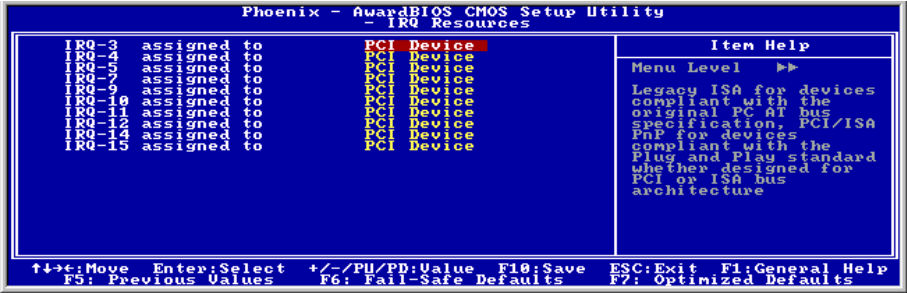 Phoenix - AwardBIOS CMOS Setup Utility
- IRQ Resources
IRQ-3 assigned to PCI Device
IRQ-4 assigned to PCI Device
IRQ-5 assigned to PCI Device
IRQ-7 assigned to PCI Device
IRQ-9 assigned to PCI Device
IRQ-10 assigned to PCI Device
IRQ-11 assigned to PCI Device
IRQ-12 assigned to PCI Device
IRQ-14 assigned to PCI Device
IRQ-15 assigned to PCI Device
Item Help
Menu Level ►►
Legacy ISA for devices
compliant with the
original PC AT bus
specification, PCI/ISA
PnP for devices
compliant with the
Plug and Play standard
whether designed for
PCI or ISA bus
architecture
↑↓→←:Move Enter:Select +/-/PU/PD:Value F10:Save ESC:Exit F1:General Help
F5: Previous Values F6: Fail-Safe Defaults F7: Optimized Defaults